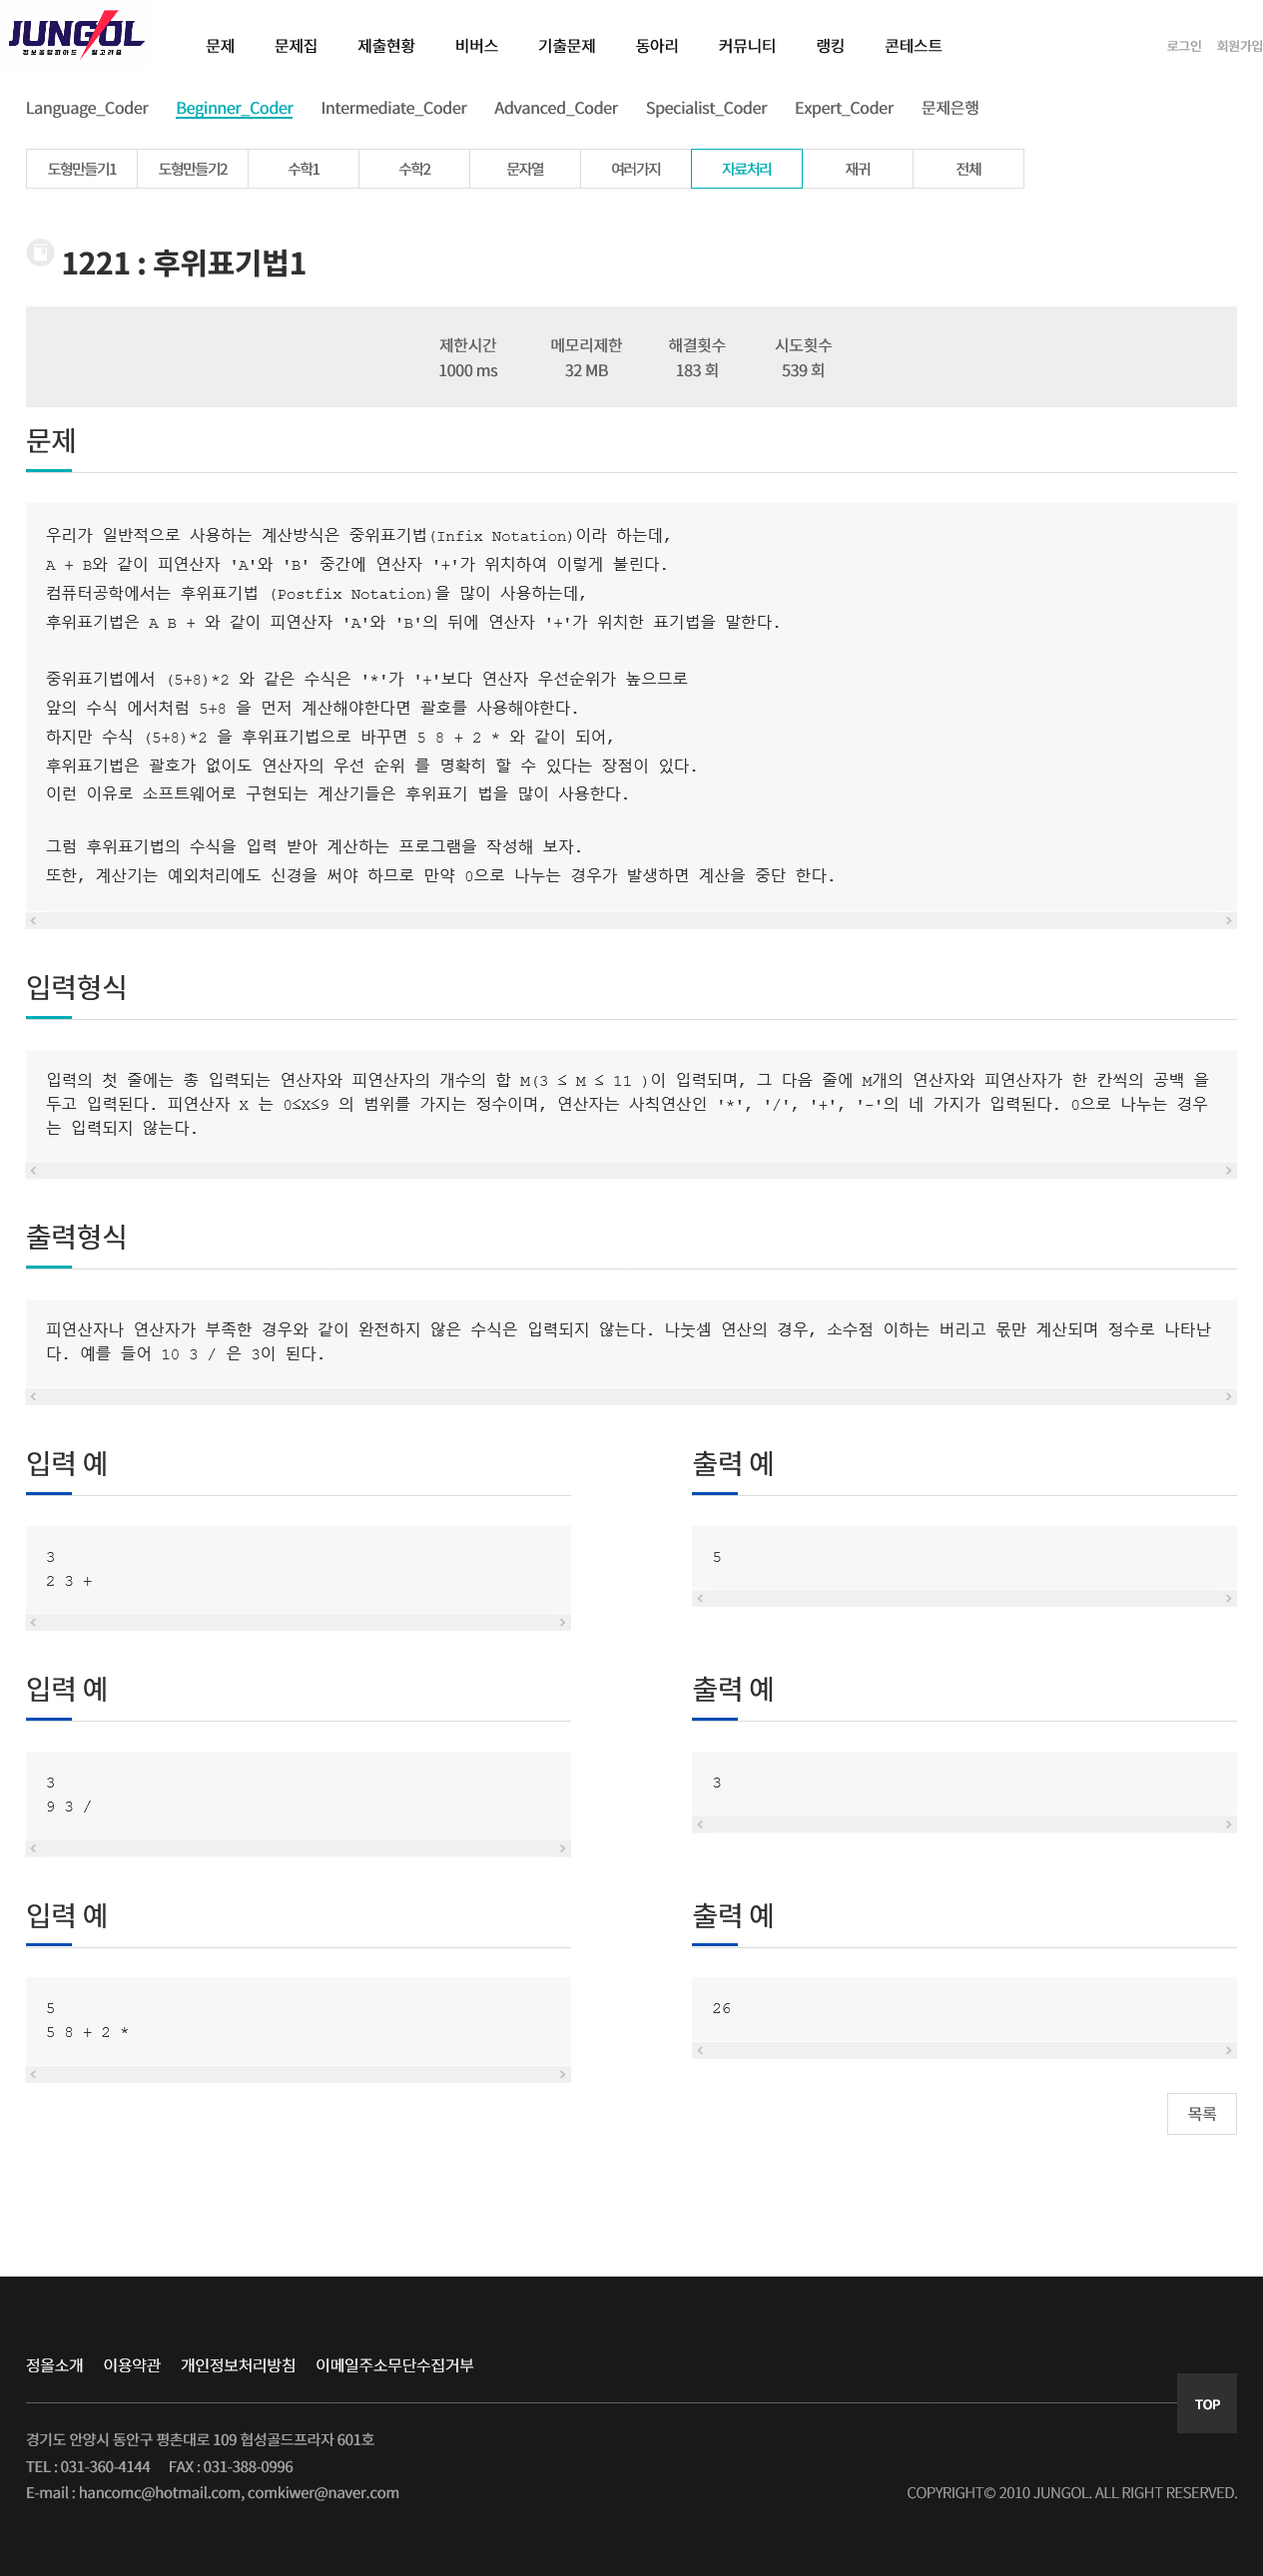 JUNGOL
정보올림피아드 알고리즘
문제 문제집 제출현황 비버스 기출문제 동아리 커뮤니티 랭킹 콘테스트 로그인 회원가입
Language_Coder Beginner_Coder Intermediate_Coder Advanced_Coder Specialist_Coder Expert_Coder 문제은행
도형만들기1 도형만들기2 수학1 수학2 문자열 여러가지 자료처리 재귀 전체
1221 : 후위표기법1
제한시간 메모리제한 해결횟수 시도횟수
1000 ms 32 MB 183 회 539 회
문제
우리가 일반적으로 사용하는 계산방식은 중위표기법(Infix Notation)이라 하는데,
A + B와 같이 피연산자 'A'와 'B' 중간에 연산자 '+'가 위치하여 이렇게 불린다.
컴퓨터공학에서는 후위표기법 (Postfix Notation)을 많이 사용하는데,
후위표기법은 A B + 와 같이 피연산자 'A'와 'B'의 뒤에 연산자 '+'가 위치한 표기법을 말한다.
중위표기법에서 (5+8)*2 와 같은 수식은 '*'가 '+'보다 연산자 우선순위가 높으므로
앞의 수식 에서처럼 5+8 을 먼저 계산해야한다면 괄호를 사용해야한다.
하지만 수식 (5+8)*2 을 후위표기법으로 바꾸면 5 8 + 2 * 와 같이 되어,
후위표기법은 괄호가 없이도 연산자의 우선 순위 를 명확히 할 수 있다는 장점이 있다.
이런 이유로 소프트웨어로 구현되는 계산기들은 후위표기 법을 많이 사용한다.
그럼 후위표기법의 수식을 입력 받아 계산하는 프로그램을 작성해 보자.
또한, 계산기는 예외처리에도 신경을 써야 하므로 만약 0으로 나누는 경우가 발생하면 계산을 중단 한다.
입력형식
입력의 첫 줄에는 총 입력되는 연산자와 피연산자의 개수의 합 M(3 ≤ M ≤ 11 )이 입력되며, 그 다음 줄에 M개의 연산자와 피연산자가 한 칸씩의 공백 을
두고 입력된다. 피연산자 X 는 0≤X≤9 의 범위를 가지는 정수이며, 연산자는 사칙연산인 '*', '/', '+', '-'의 네 가지가 입력된다. 0으로 나누는 경우
는 입력되지 않는다.
출력형식
피연산자나 연산자가 부족한 경우와 같이 완전하지 않은 수식은 입력되지 않는다. 나눗셈 연산의 경우, 소수점 이하는 버리고 몫만 계산되며 정수로 나타난
다. 예를 들어 10 3 / 은 3이 된다.
입력 예 출력 예
3 5
2 3 +
입력 예 출력 예
3 3
9 3 /
입력 예 출력 예
5 26
5 8 + 2 *
목록
정올소개 이용약관 개인정보처리방침 이메일주소무단수집거부
TOP
경기도 안양시 동안구 평촌대로 109 협성골드프라자 601호
TEL : 031-360-4144 FAX : 031-388-0996
E-mail : hancomc@hotmail.com, comkiwer@naver.com COPYRIGHT© 2010 JUNGOL. ALL RIGHT RESERVED.